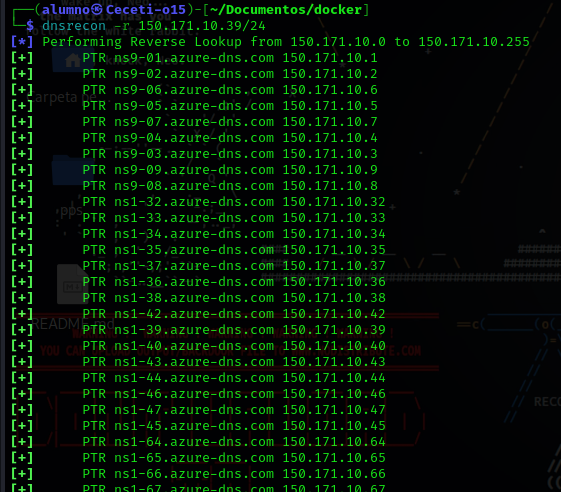 ┌──(alumno㉿Ceceti-o15)-[~/Documentos/docker]
└─$ dnsrecon -r 150.171.10.39/24
[*] Performing Reverse Lookup from 150.171.10.0 to 150.171.10.255
[+] PTR ns9-01.azure-dns.com 150.171.10.1
[+] PTR ns9-02.azure-dns.com 150.171.10.2
[+] PTR ns9-06.azure-dns.com 150.171.10.6
[+] PTR ns9-05.azure-dns.com 150.171.10.5
[+] PTR ns9-07.azure-dns.com 150.171.10.7
[+] PTR ns9-04.azure-dns.com 150.171.10.4
[+] PTR ns9-03.azure-dns.com 150.171.10.3
[+] PTR ns9-09.azure-dns.com 150.171.10.9
[+] PTR ns9-08.azure-dns.com 150.171.10.8
[+] PTR ns1-32.azure-dns.com 150.171.10.32
[+] PTR ns1-33.azure-dns.com 150.171.10.33
[+] PTR ns1-34.azure-dns.com 150.171.10.34
[+] PTR ns1-35.azure-dns.com 150.171.10.35
[+] PTR ns1-37.azure-dns.com 150.171.10.37
[+] PTR ns1-36.azure-dns.com 150.171.10.36
[+] PTR ns1-38.azure-dns.com 150.171.10.38
[+] PTR ns1-42.azure-dns.com 150.171.10.42
[+] PTR ns1-39.azure-dns.com 150.171.10.39
[+] PTR ns1-40.azure-dns.com 150.171.10.40
[+] PTR ns1-43.azure-dns.com 150.171.10.43
[+] PTR ns1-44.azure-dns.com 150.171.10.44
[+] PTR ns1-46.azure-dns.com 150.171.10.46
[+] PTR ns1-47.azure-dns.com 150.171.10.47
[+] PTR ns1-45.azure-dns.com 150.171.10.45
[+] PTR ns1-64.azure-dns.com 150.171.10.64
[+] PTR ns1-65.azure-dns.com 150.171.10.65
[+] PTR ns1-66.azure-dns.com 150.171.10.66
[+] PTR ns1-67.azure-dns.com 150.171.10.67
the matrix has you
arpeta pe
pps
RECO